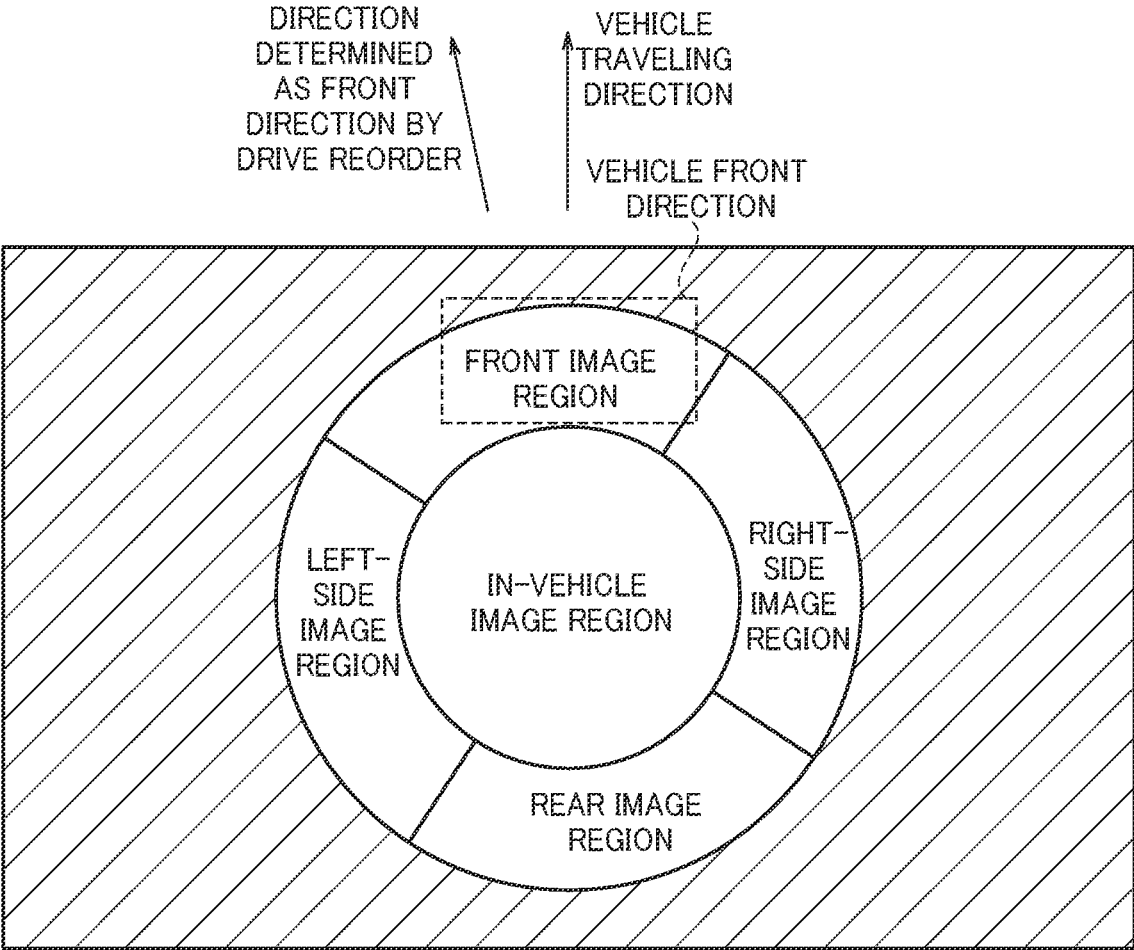 DIRECTION
DETERMINED
AS FRONT
DIRECTION BY
DRIVE REORDER
VEHICLE
TRAVELING
DIRECTION
VEHICLE FRONT
DIRECTION
FRONT IMAGE
REGION
LEFT-
SIDE
IMAGE
REGION
IN-VEHICLE
IMAGE REGION
RIGHT-
SIDE
IMAGE
REGION
REAR IMAGE
REGION